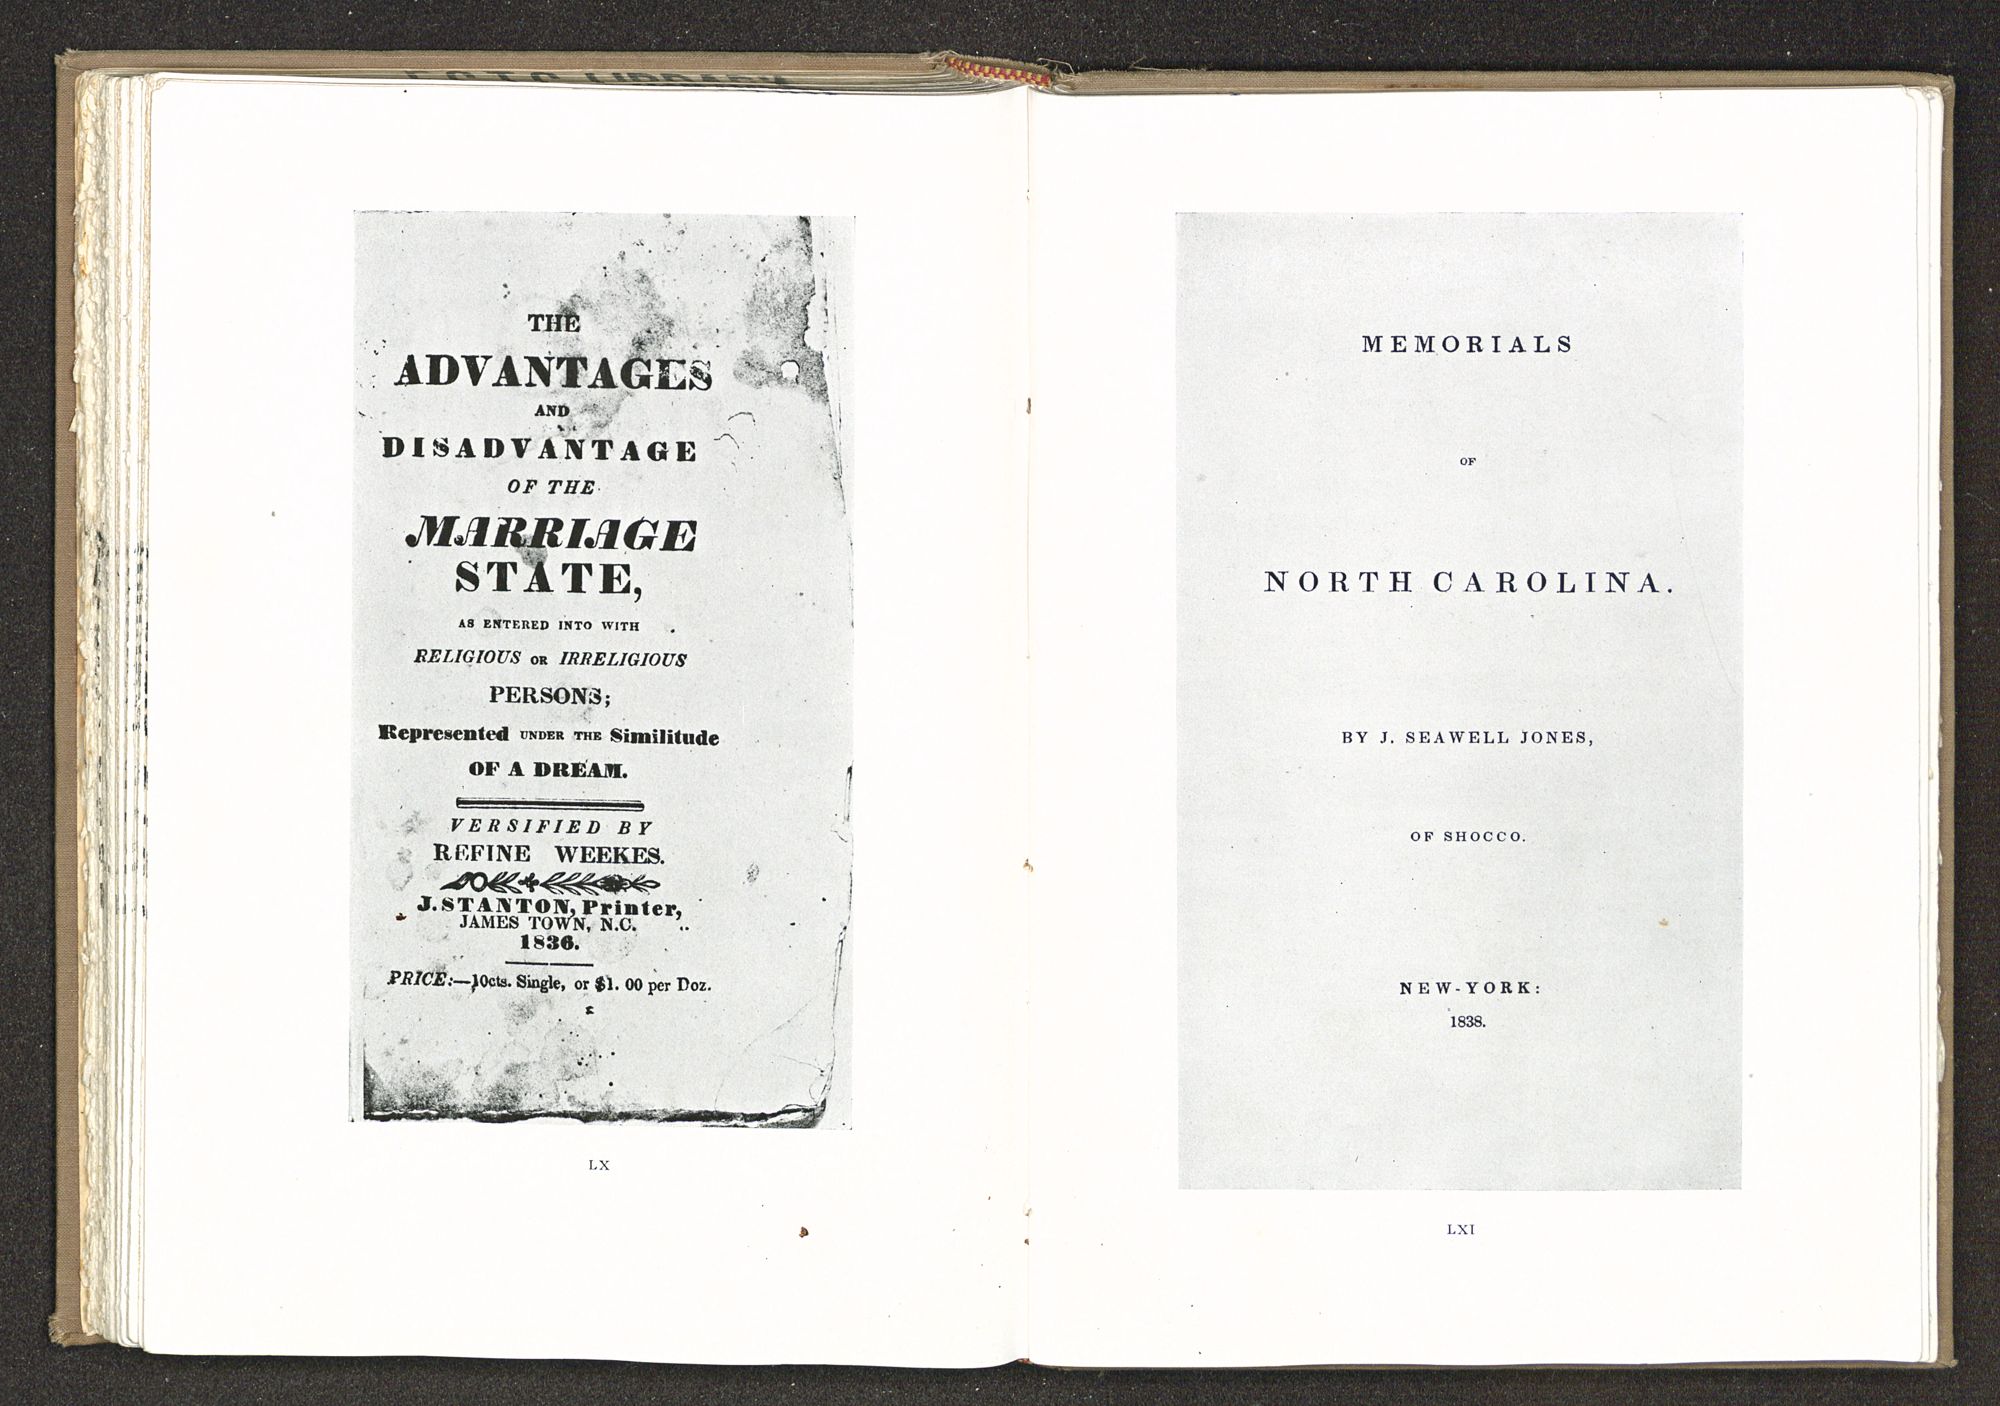 THE
ADVANTAGES
AND
DISADVANTAGE
OF THE
MARRIAGE
STATE,
AS ENTERED INTO WITH
RELIGIOUS OR IRRELIGIOUS
PERSONS;
Represented UNDER THE Similitude
OF A DREAM.
VERSIFIED BY
REFINE WEEKES.
J. STANTON, Printer,
JAMES TOWN, N.C.
1836.
PRICE:—10cts. Single, or $1. 00 per Doz.
LX
MEMORIALS
OF
NORTH CAROLINA.
BY J. SEAWELL JONES,
OF SHOCCO.
NEW-YORK:
1838.
LXI